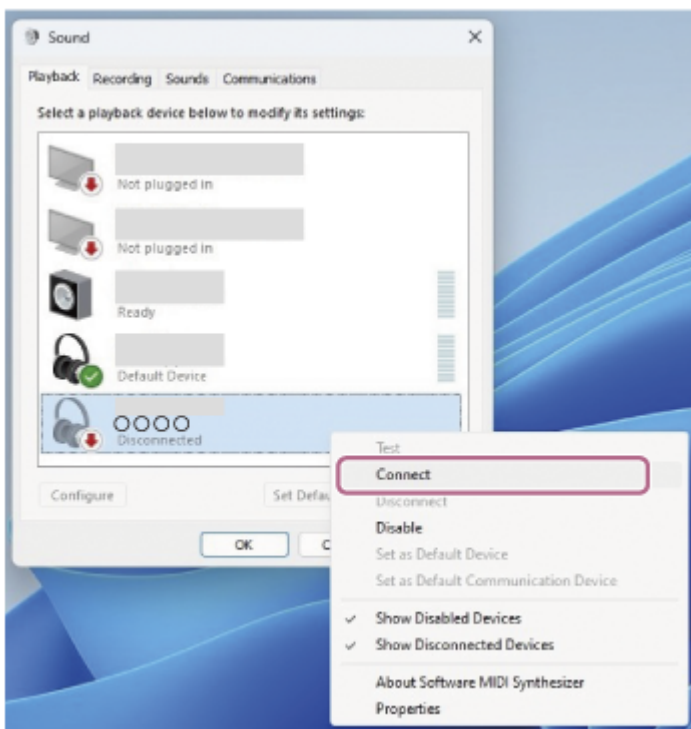 Sound
Playback Recording Sounds Communications
Select a playback device below to modify its settings:
Not plugged in
Not plugged in
Ready
Default Device
○○○○
Disconnected
Configure
Set Defau
OK
C
Test
Connect
Disconnect
Disable
Set as Default Device
Set as Default Communication Device
✓ Show Disabled Devices
✓ Show Disconnected Devices
About Software MIDI Synthesizer
Properties